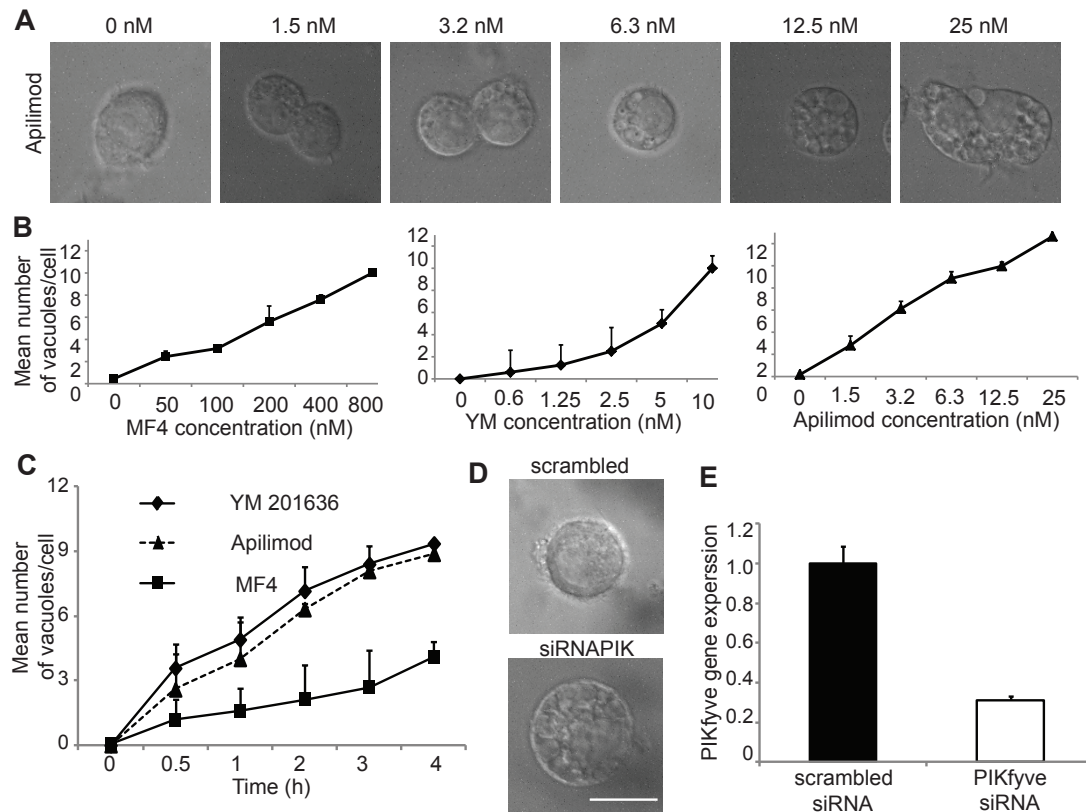 A
0 nM 1.5 nM 3.2 nM 6.3 nM 12.5 nM 25 nM
Apilimod
B
Mean number
of vacuoles/cell
12
10
8
6
4
2
0
0 50 100 200 400 800
MF4 concentration (nM)
12
10
8
6
4
2
0
0 0.6 1.25 2.5 5 10
YM concentration (nM)
12
10
8
6
4
2
0
0 1.5 3.2 6.3 12.5 25
Apilimod concentration (nM)
C
Mean number
of vacuoles/cell
12
9
6
3
0
YM 201636
Apilimod
MF4
0 0.5 1 2 3 4
Time (h)
D
scrambled
siRNAPIK
E
PIKfyve gene experssion
1.2
1.0
0.8
0.6
0.4
0.2
0
scrambled
siRNA
PIKfyve
siRNA